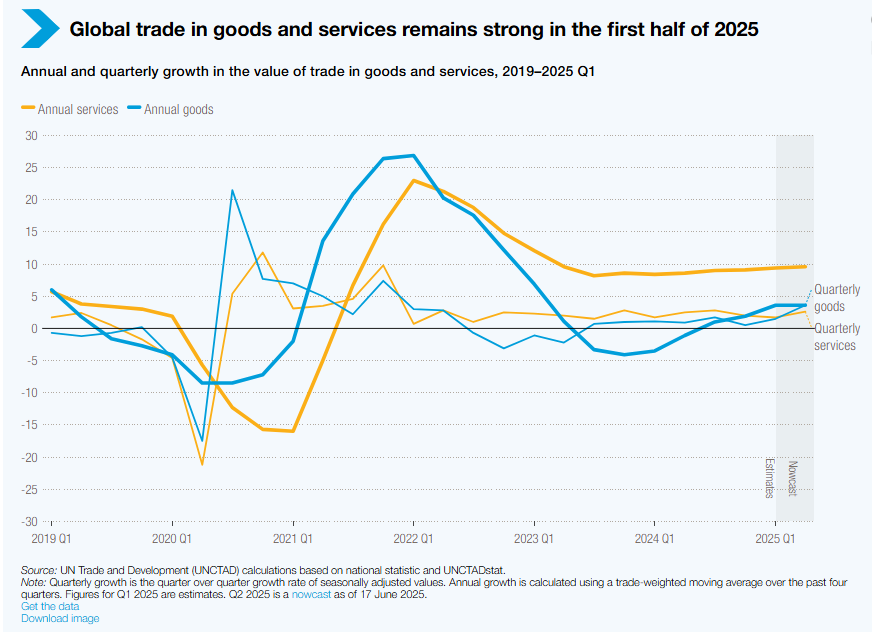 Global trade in goods and services remains strong in the first half of 2025
Annual and quarterly growth in the value of trade in goods and services, 2019–2025 Q1
Annual services Annual goods
30
25
20
15
10
5
0
-5
-10
-15
-20
-25
-30
Quarterly
goods
Quarterly
services
Estimates
Nowcast
2019 Q1 2020 Q1 2021 Q1 2022 Q1 2023 Q1 2024 Q1 2025 Q1
Source: UN Trade and Development (UNCTAD) calculations based on national statistic and UNCTADstat.
Note: Quarterly growth is the quarter over quarter growth rate of seasonally adjusted values. Annual growth is calculated using a trade-weighted moving average over the past four
quarters. Figures for Q1 2025 are estimates. Q2 2025 is a nowcast as of 17 June 2025.
Get the data
Download image